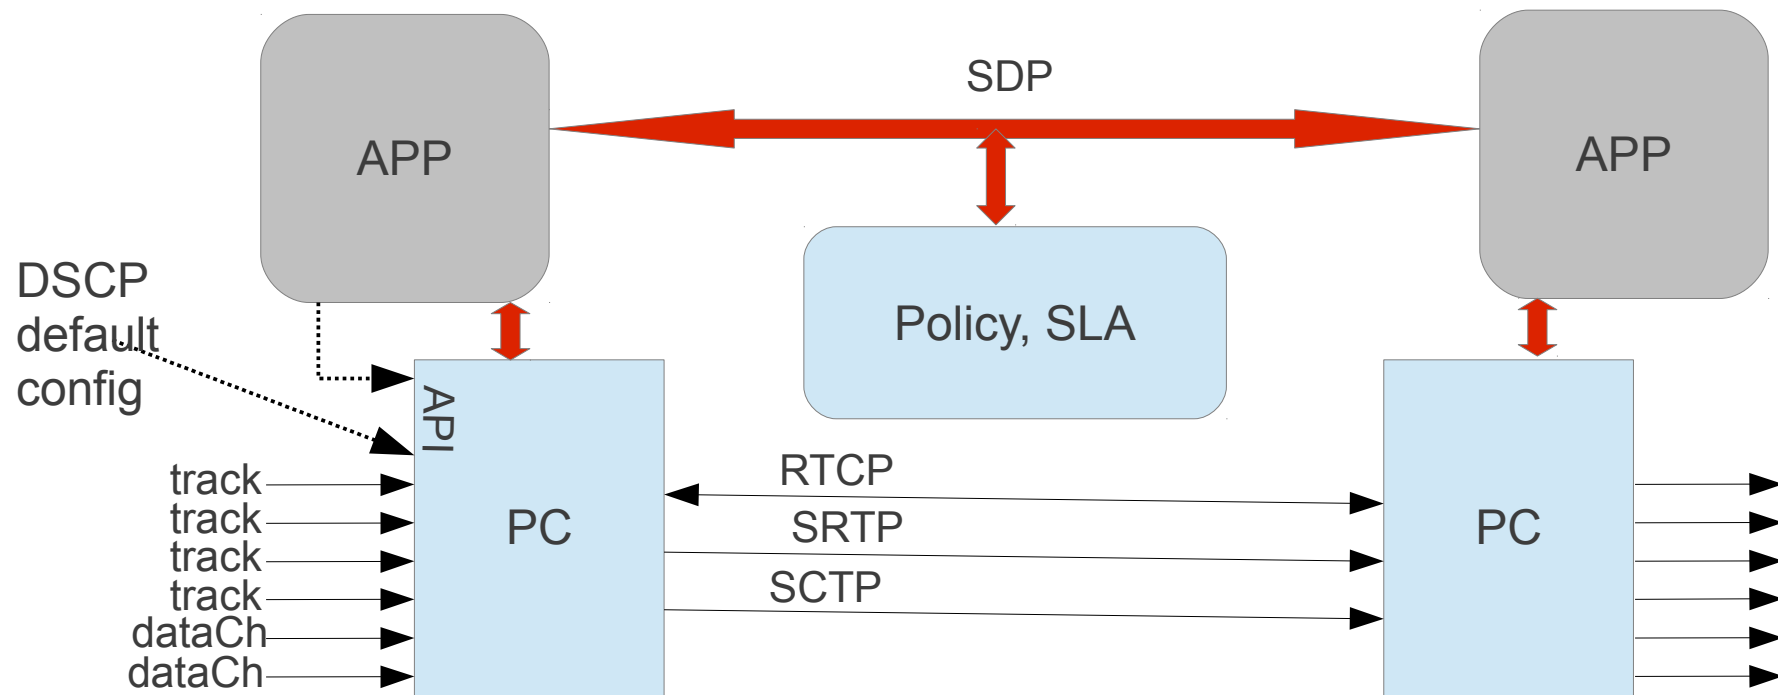 SDP
APP
APP
DSCP
default
config
Policy, SLA
API
RTCP
track
track
SRTP
PC
PC
track
SCTP
track
dataCh
dataCh